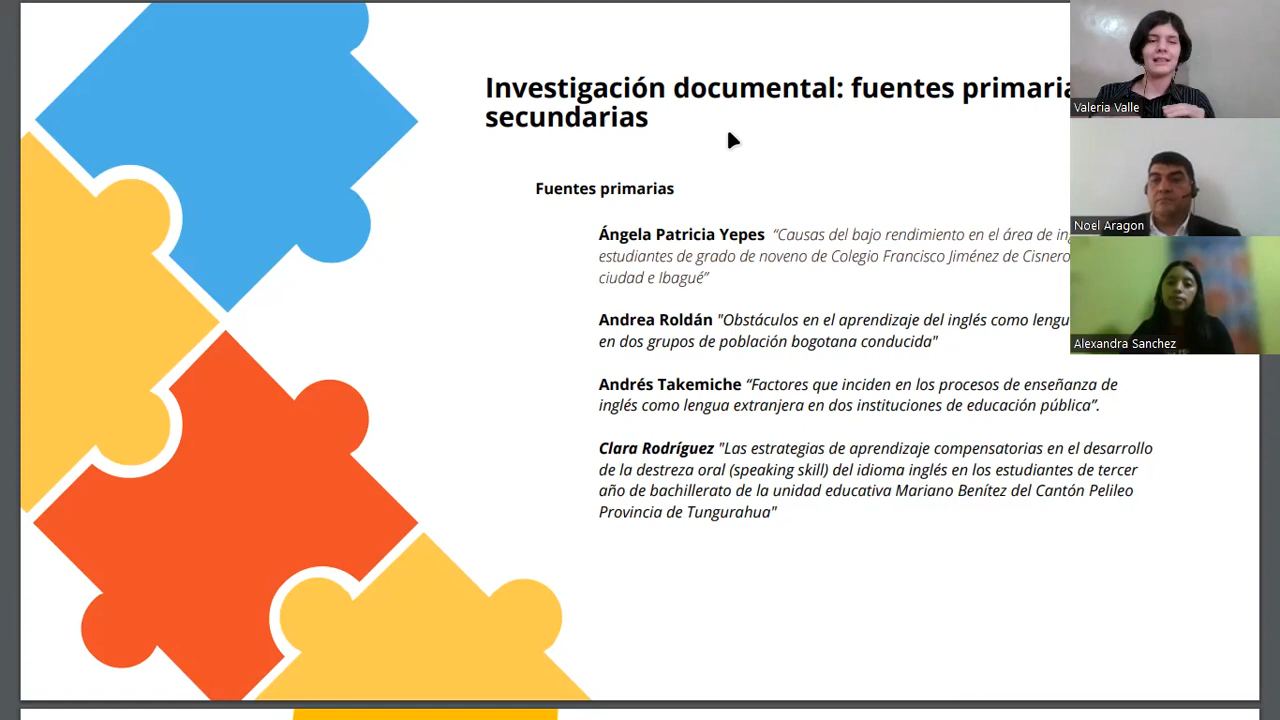 Investigación documental: fuentes
secundarias
Fuentes primarias
Ángela Patricia Yepes “Causas del bajo rendimiento en el área de
estudiantes de grado de noveno de Colegio Francisco Jiménez de
ciudad e Ibagué”
Andrea Roldán "Obstáculos en el aprendizaje del inglés como
en dos grupos de población bogotana conducida"
Andrés Takemiche “Factores que inciden en los procesos de enseñanza de
inglés como lengua extranjera en dos instituciones de educación pública”.
Clara Rodríguez "Las estrategias de aprendizaje compensatorias en el desarrollo
de la destreza oral (speaking skill) del idioma inglés en los estudiantes de tercer
año de bachillerato de la unidad educativa Mariano Benítez del Cantón Pelileo
Provincia de Tungurahua"
Valeria Valle
Noel Aragon
Alexandra Sanchez